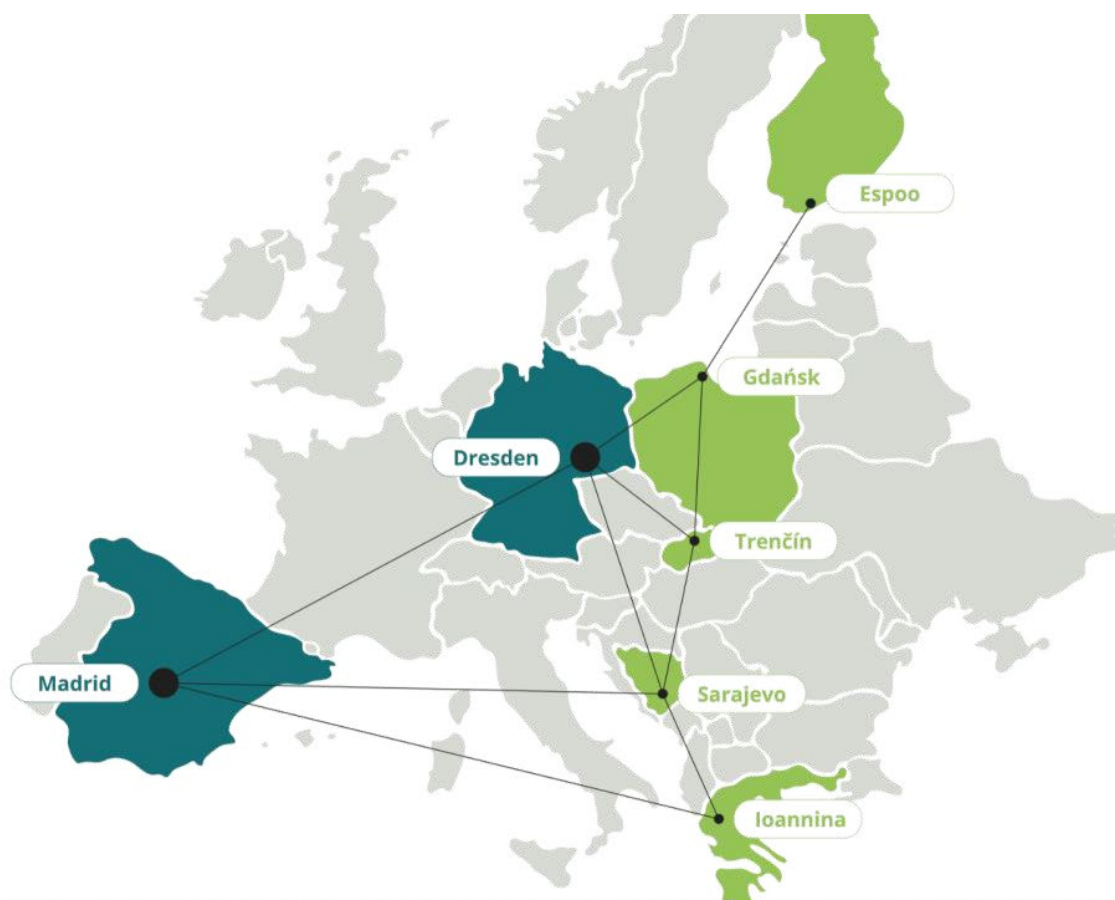 Espoo
Gdańsk
Dresden
Trenčín
Madrid
Sarajevo
Ioannina